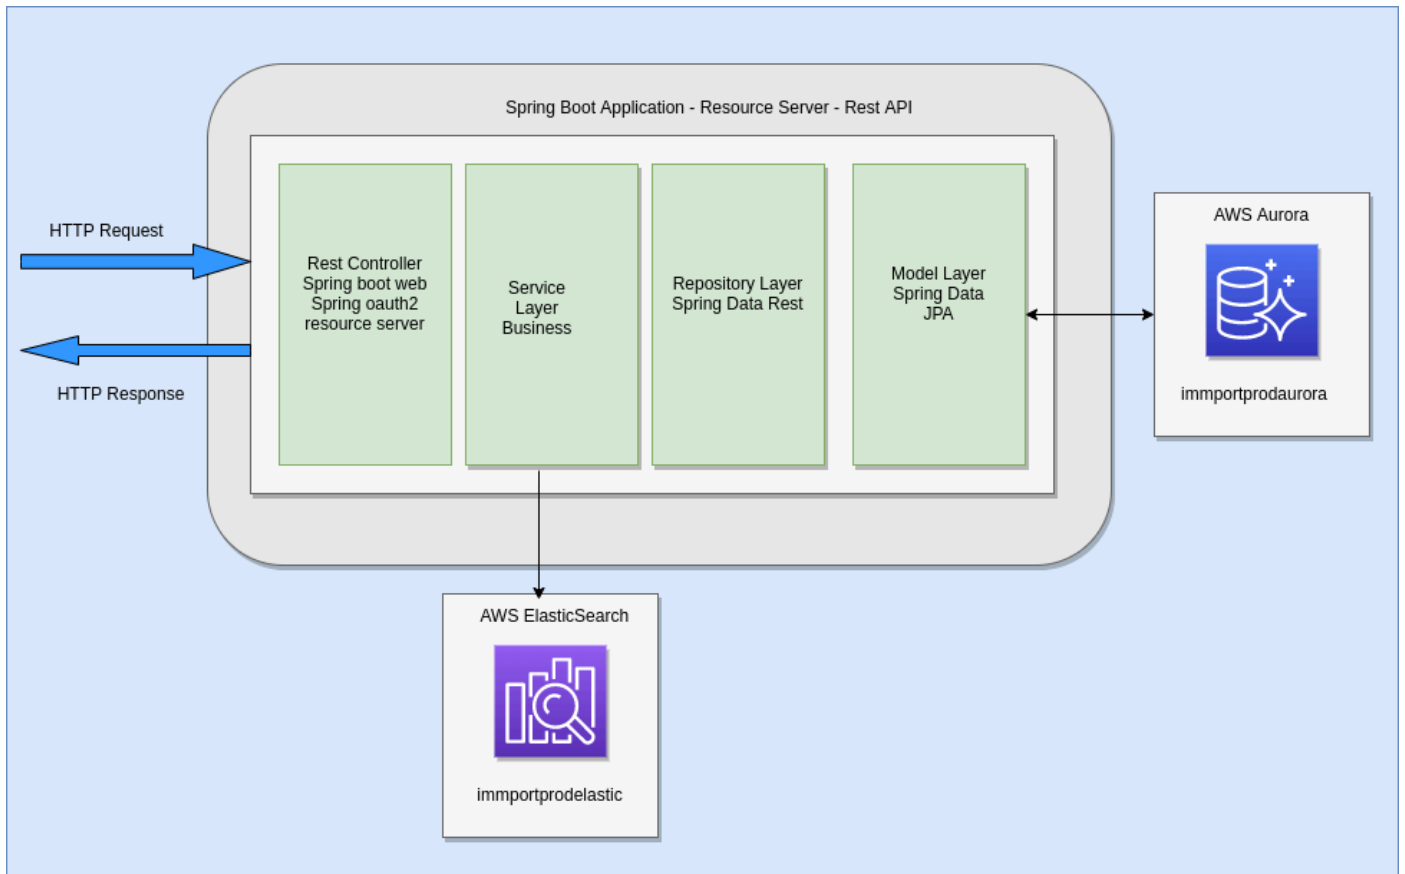 Spring Boot Application - Resource Server - Rest API
HTTP Request
HTTP Response
Rest Controller
Spring boot web
Spring oauth2
resource server
Service
Layer
Business
Repository Layer
Spring Data Rest
Model Layer
Spring Data
JPA
AWS Aurora
immportprodaurora
AWS ElasticSearch
immportprodelastic